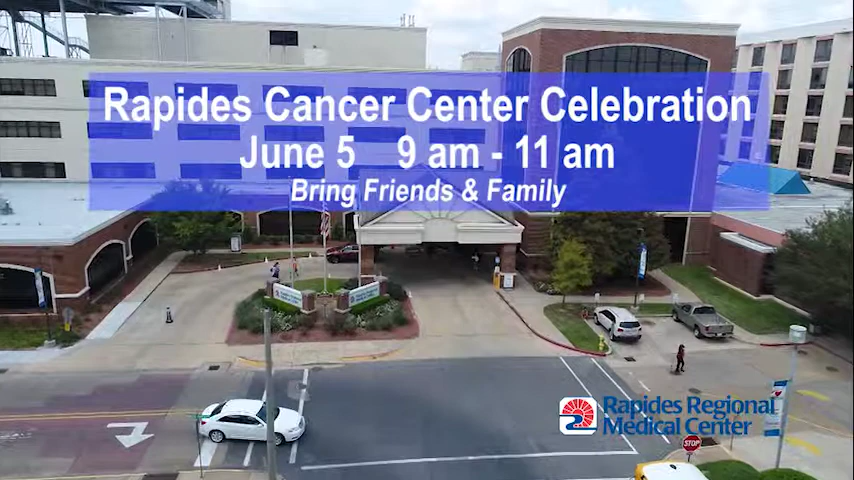 Rapides Cancer Center Celebration
June 5 9 am - 11 am
Bring Friends & Family
Rapides Regional
Medical Center
STOP